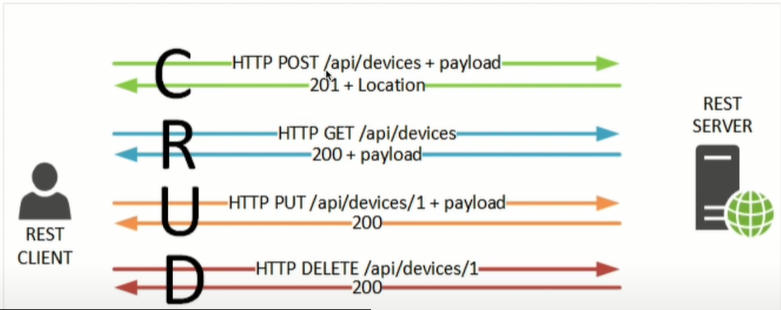 C
HTTP POST /api/devices + payload
201 + Location
R
HTTP GET /api/devices
200 + payload
U
HTTP PUT /api/devices/1 + payload
200
D
HTTP DELETE /api/devices/1
200
REST
CLIENT
REST
SERVER